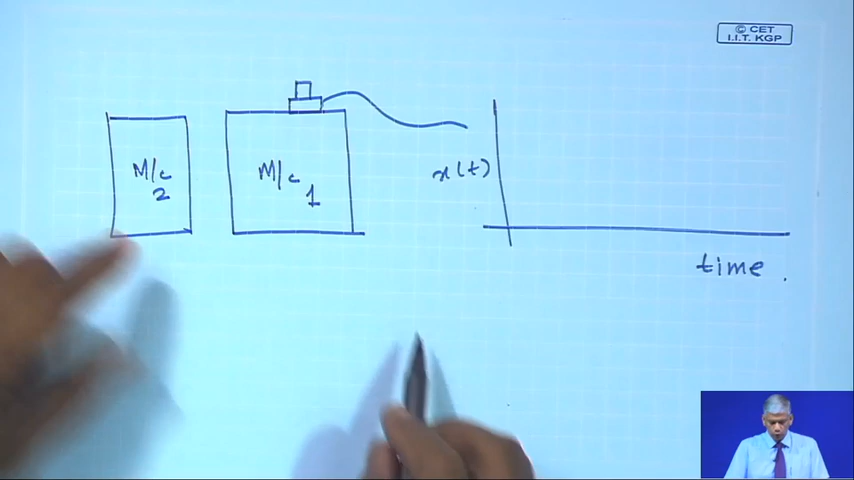 © CET
I.I.T. KGP
M/c
2
M/c
1
x(t)
time.